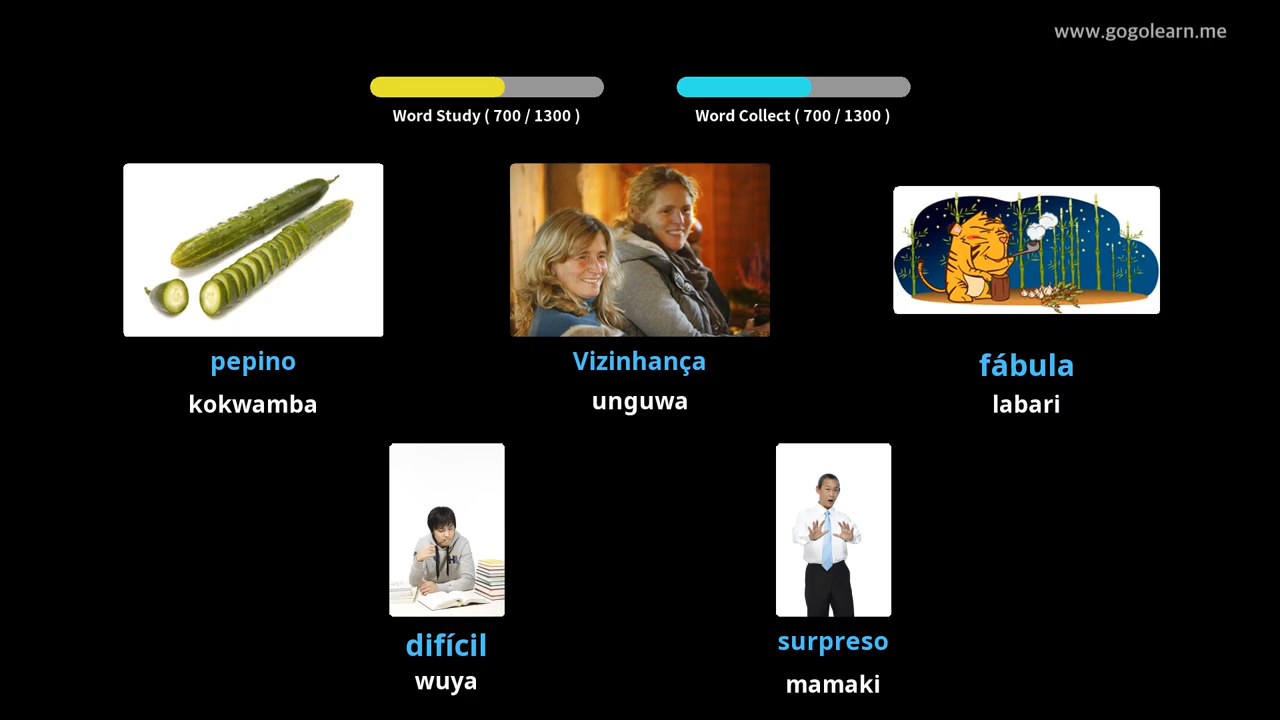 www.gogolearn.me
Word Study ( 700 / 1300 )
Word Collect ( 700 / 1300 )
pepino
kokwamba
Vizinhança
unguwa
fábula
labari
difícil
wuya
surpreso
mamaki